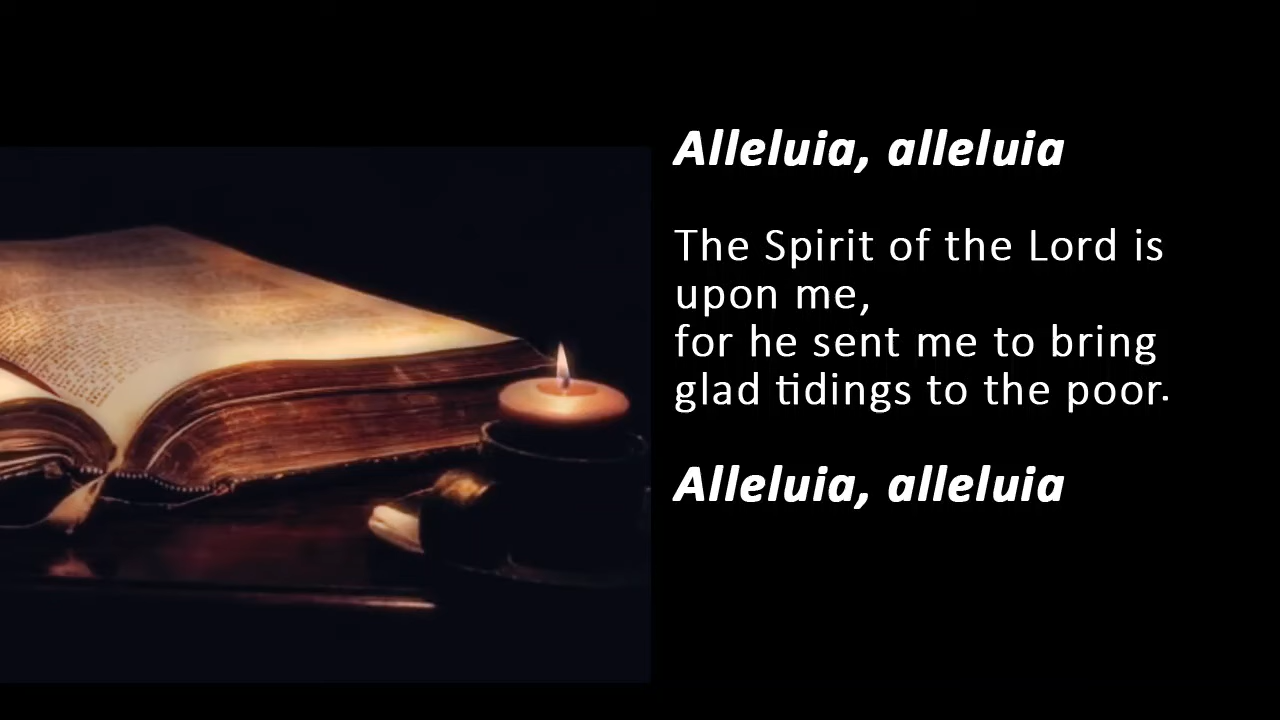 Alleluia, alleluia
The Spirit of the Lord is
upon me,
for he sent me to bring
glad tidings to the poor.
Alleluia, alleluia